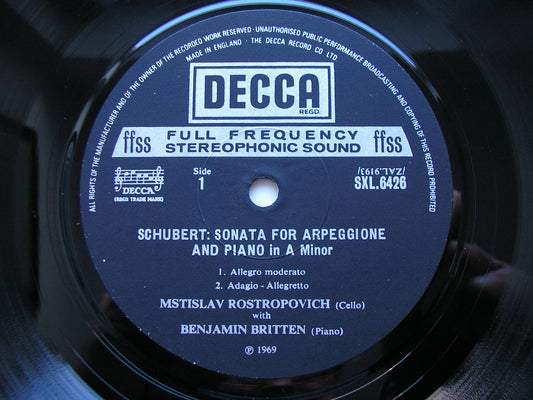 ALL RIGHTS OF THE MANUFACTURER AND OF THE OWNER OF THE RECORDED WORK RESERVED · UNAUTHORISED PUBLIC PERFORMANCE BROADCASTING AND COPYING OF THIS RECORD PROHIBITED
MADE IN ENGLAND · THE DECCA RECORD CO LTD.
DECCA
REGD.
ffss FULL FREQUENCY ffss
STEREOPHONIC SOUND
DECCA
(REGD TRADE MARK)
Side
1
(ZAL.9193)
SXL.6426
SCHUBERT: SONATA FOR ARPEGGIONE
AND PIANO in A Minor
1. Allegro moderato
2. Adagio - Allegretto
MSTISLAV ROSTROPOVICH (Cello)
with
BENJAMIN BRITTEN (Piano)
Ⓟ 1969